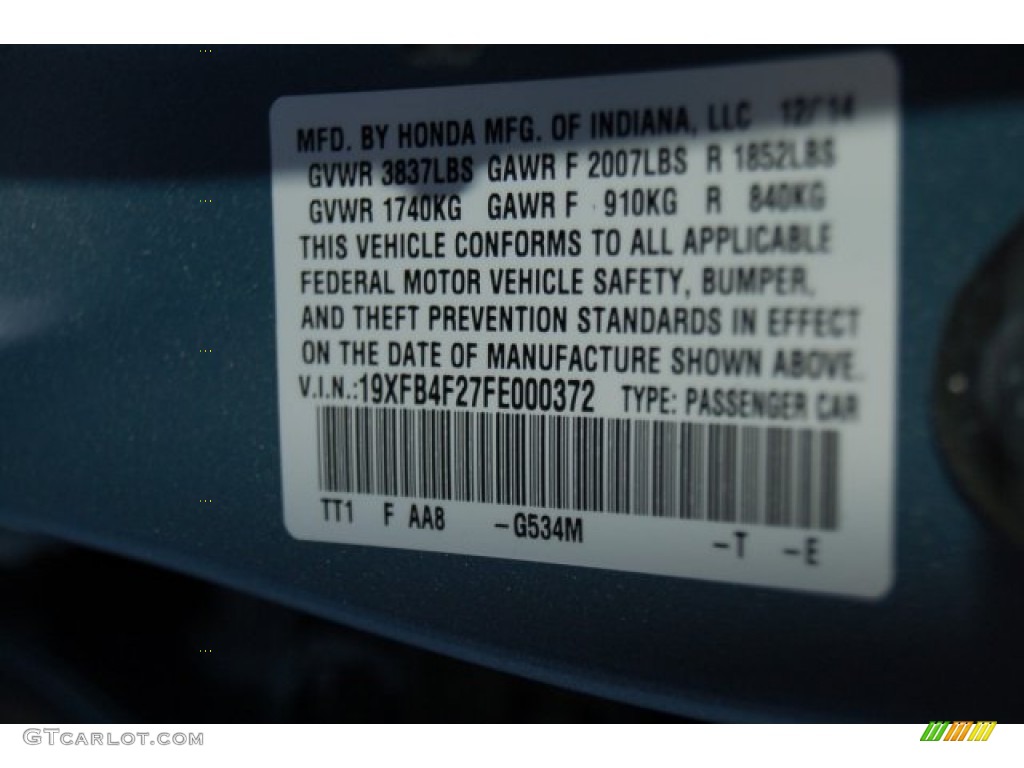 MFD. BY HONDA MFG. OF INDIANA, LLC 12/14
GVWR 3837LBS GAWR F 2007LBS R 1852LBS
GVWR 1740KG GAWR F 910KG R 840KG
THIS VEHICLE CONFORMS TO ALL APPLICABLE
FEDERAL MOTOR VEHICLE SAFETY, BUMPER,
AND THEFT PREVENTION STANDARDS IN EFFECT
ON THE DATE OF MANUFACTURE SHOWN ABOVE.
V.I.N.:19XFB4F27FE000372 TYPE: PASSENGER CAR
TT1 F AA8 -G534M -T -E
GTcarlot.com